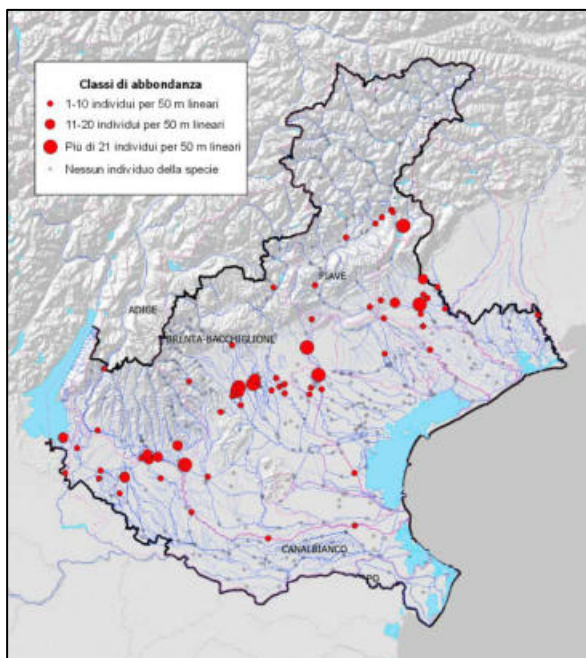 Classi di abbondanza
1-10 individui per 50 m lineari
11-20 individui per 50 m lineari
Più di 21 individui per 50 m lineari
Nessun individuo della specie
PIAVE
ADIGE
BRENTA-BACCHIGLIONE
CANALBIANCO
PO